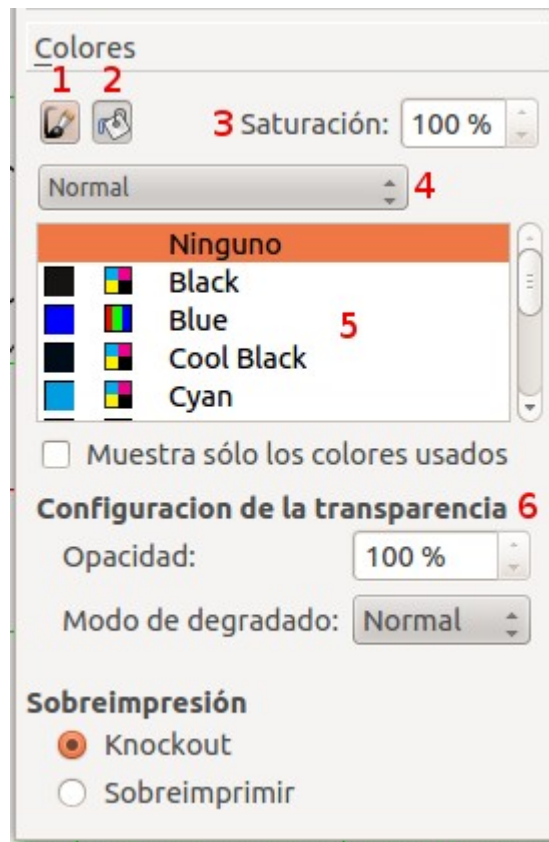 Colores
1 2
3 Saturación: 100 %
Normal 4
Ninguno
Black
Blue 5
Cool Black
Cyan
Muestra sólo los colores usados
Configuracion de la transparencia 6
Opacidad: 100 %
Modo de degradado: Normal
Sobreimpresión
Knockout
Sobreimprimir